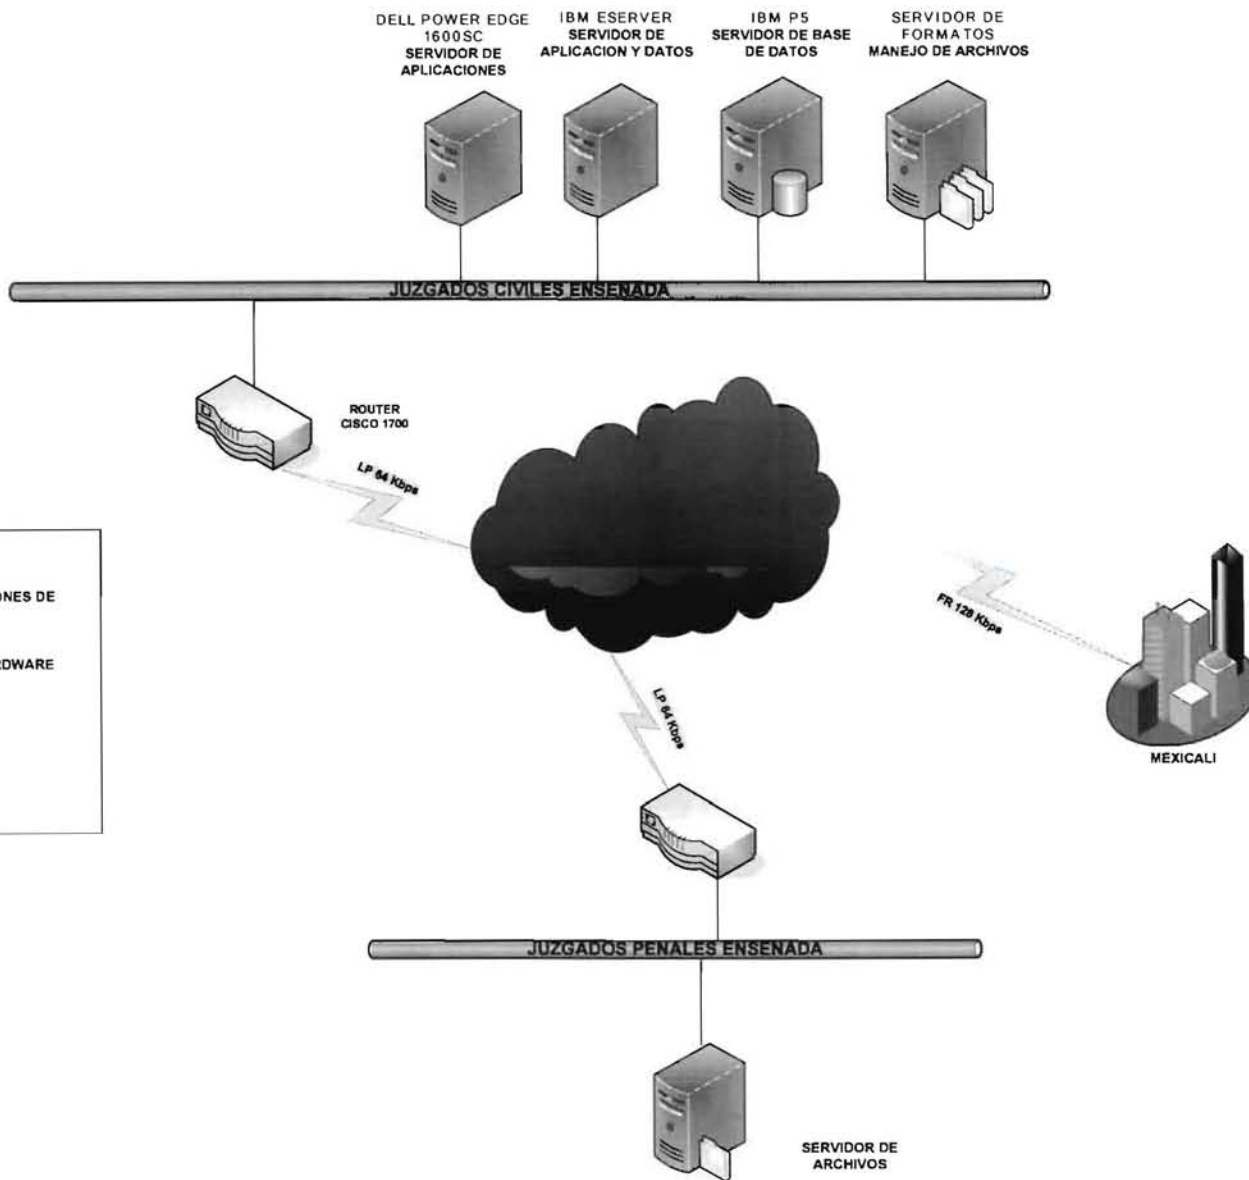 DELL POWER EDGE
1600SC
SERVIDOR DE
APLICACIONES
IBM ESERVER
SERVIDOR DE
APLICACION Y DATOS
IBM P5
SERVIDOR DE BASE
DE DATOS
SERVIDOR DE
FORMATOS
MANEJO DE ARCHIVOS
JUZGADOS CIVILES ENSENADA
ROUTER
CISCO 1700
LP 64 Kbps
ONES DE
RDWARE
FR 128 Kbps
LP 64 Kbps
MEXICALI
JUZGADOS PENALES ENSENADA
SERVIDOR DE
ARCHIVOS